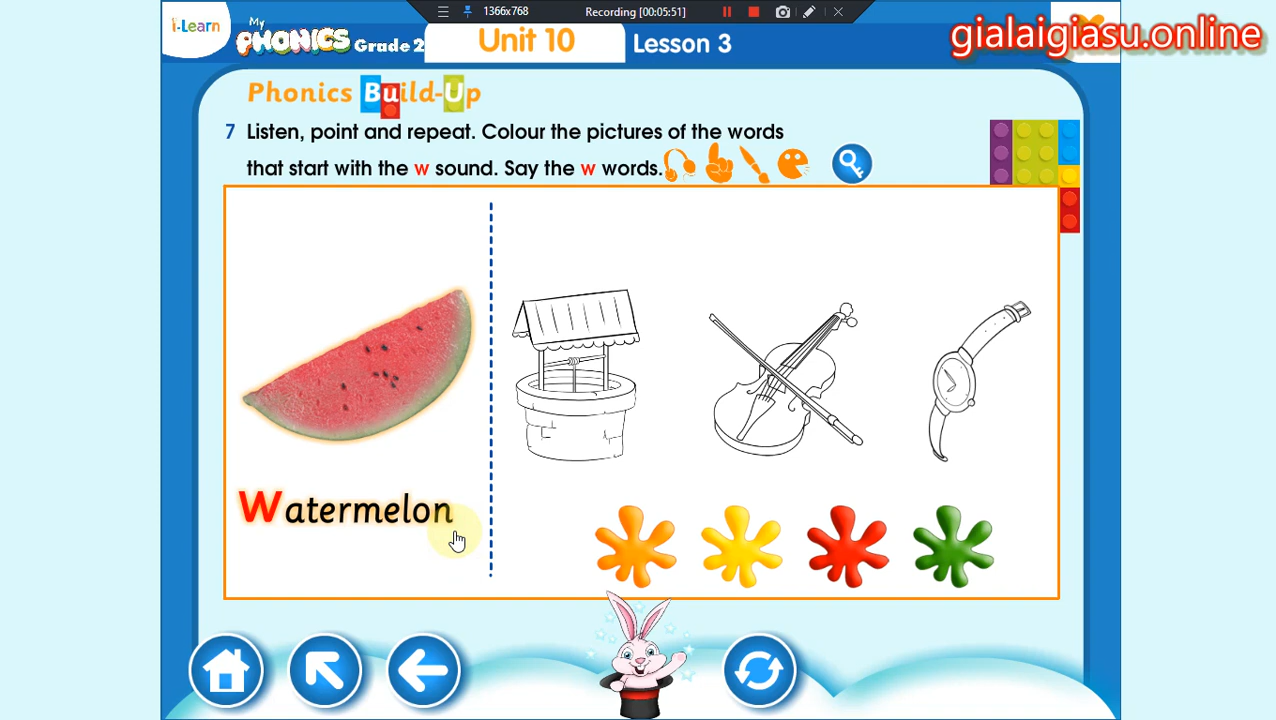 1366x768 Recording [00:05:51]
i-Learn
My
PHONICS Grade 2
Unit 10
Lesson 3
gialaigiasu.online
Phonics Build-Up
7 Listen, point and repeat. Colour the pictures of the words
that start with the w sound. Say the w words.
Watermelon